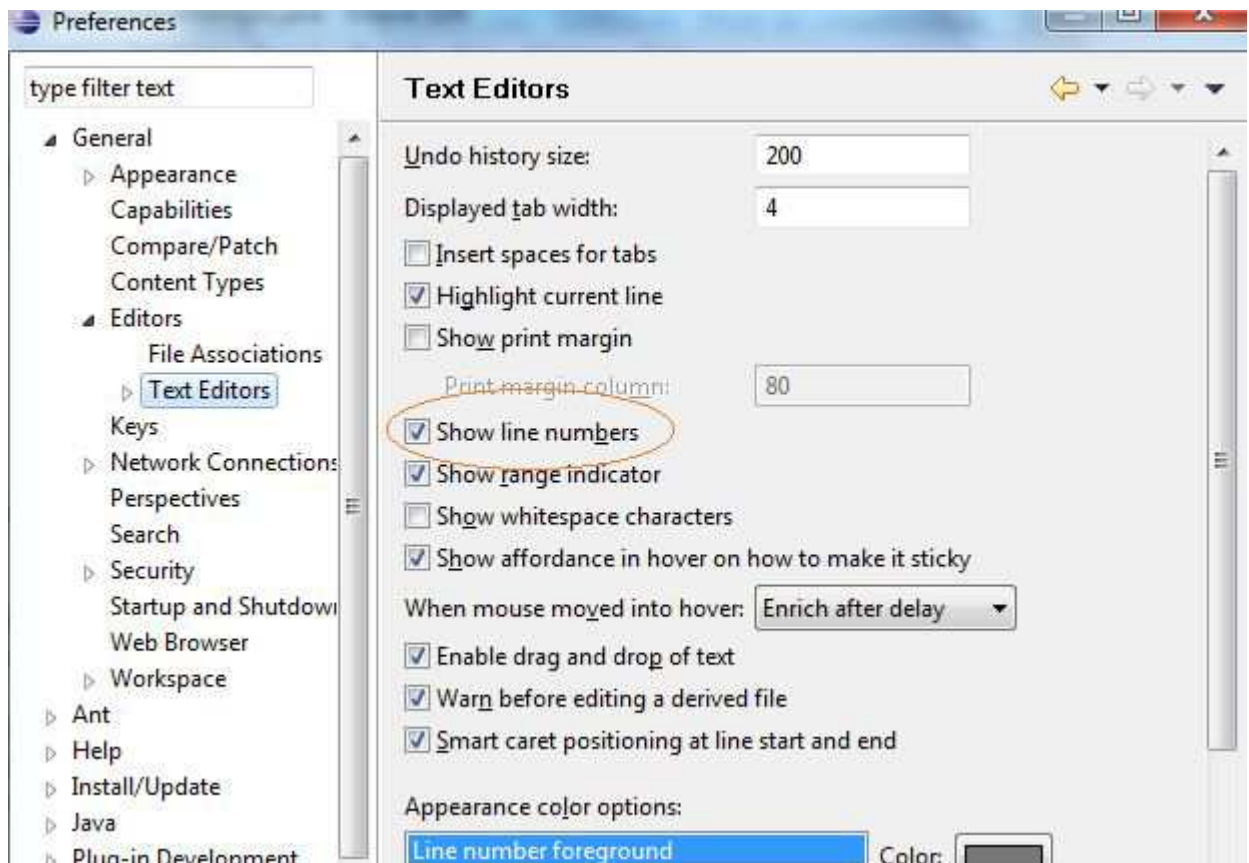 Preferences
type filter text
General
Appearance
Capabilities
Compare/Patch
Content Types
Editors
File Associations
Text Editors
Keys
Network Connections
Perspectives
Search
Security
Startup and Shutdown
Web Browser
Workspace
Ant
Help
Install/Update
Java
Plug-in Development
Text Editors
Undo history size: 200
Displayed tab width: 4
Insert spaces for tabs
Highlight current line
Show print margin
Print margin column: 80
Show line numbers
Show range indicator
Show whitespace characters
Show affordance in hover on how to make it sticky
When mouse moved into hover: Enrich after delay
Enable drag and drop of text
Warn before editing a derived file
Smart caret positioning at line start and end
Appearance color options:
Line number foreground Color: